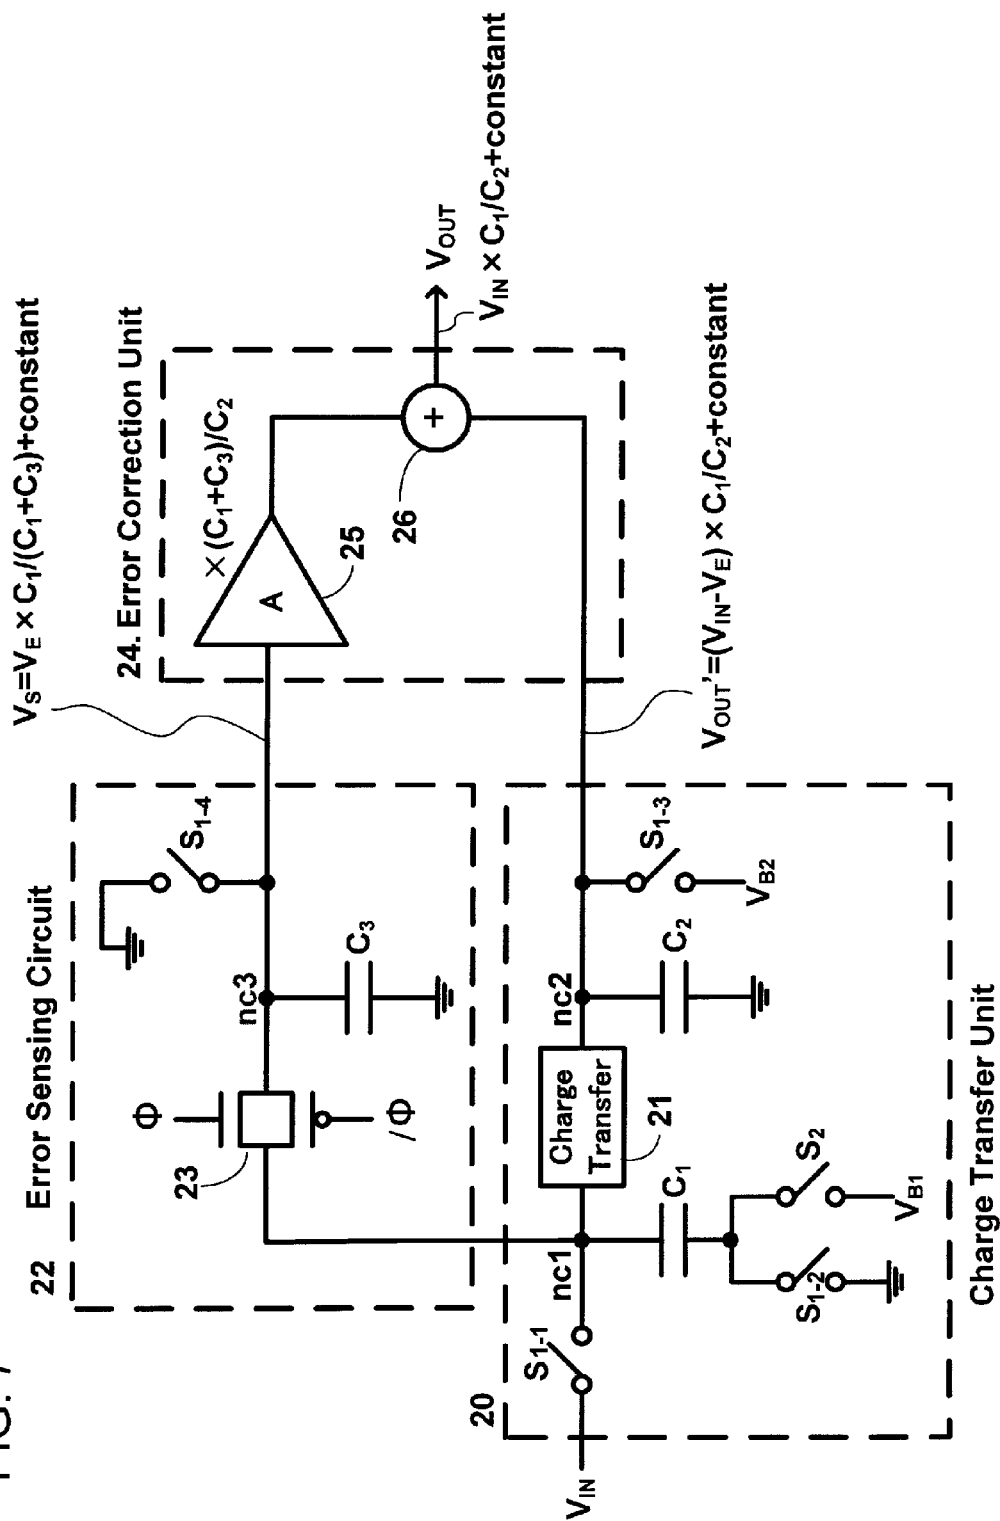 FIG. 7
V_S=V_E × C_1/(C_1+C_3)+constant
22 Error Sensing Circuit
24. Error Correction Unit
Φ
/Φ
23
nc3
C_3
S_1-4
A
25
×(C_1+C_3)/C_2
+
26
V_OUT
V_IN × C_1/C_2+constant
V_OUT'=(V_IN-V_E) × C_1/C_2+constant
20
V_IN
S_1-1
nc1
Charge
Transfer
21
nc2
C_1
C_2
S_1-2
S_2
V_B1
S_1-3
V_B2
Charge Transfer Unit